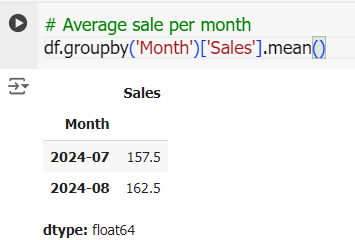 # Average sale per month
df.groupby('Month')['Sales'].mean()
Sales
Month
2024-07 157.5
2024-08 162.5
dtype: float64